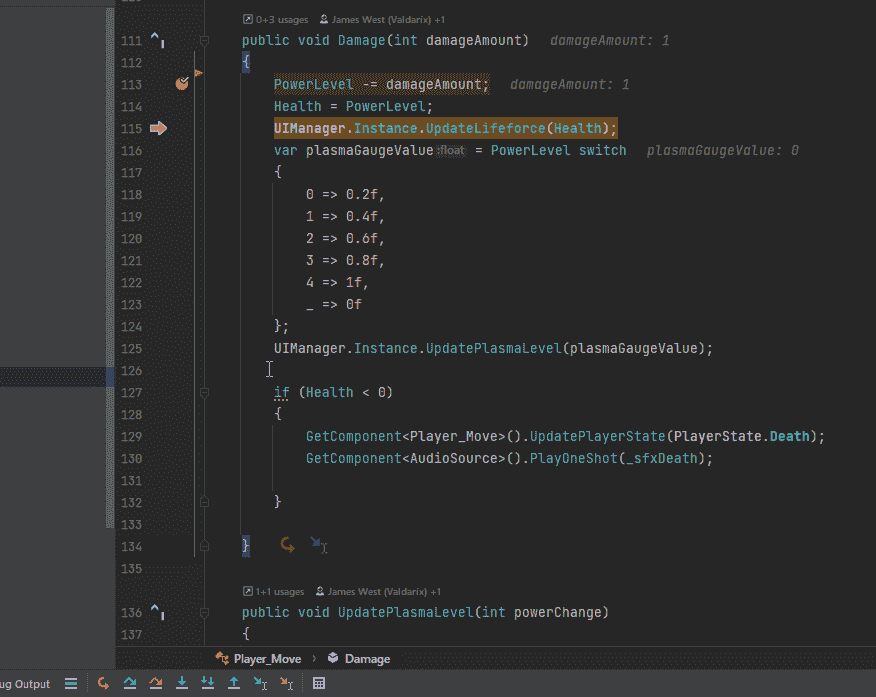 0+3 usages James West (Valdarix) +1
111 public void Damage(int damageAmount) damageAmount: 1
112 {
113 PowerLevel -= damageAmount; damageAmount: 1
114 Health = PowerLevel;
115 UIManager.Instance.UpdateLifeforce(Health);
116 var plasmaGaugeValue:float = PowerLevel switch plasmaGaugeValue: 0
117 {
118 0 => 0.2f,
119 1 => 0.4f,
120 2 => 0.6f,
121 3 => 0.8f,
122 4 => 1f,
123 _ => 0f
124 };
125 UIManager.Instance.UpdatePlasmaLevel(plasmaGaugeValue);
126
127 if (Health < 0)
128 {
129 GetComponent<Player_Move>().UpdatePlayerState(PlayerState.Death);
130 GetComponent<AudioSource>().PlayOneShot(_sfxDeath);
131
132 }
133
134 }
135
1+1 usages James West (Valdarix) +1
136 public void UpdatePlasmaLevel(int powerChange)
137 {
Player_Move › Damage
ug Output